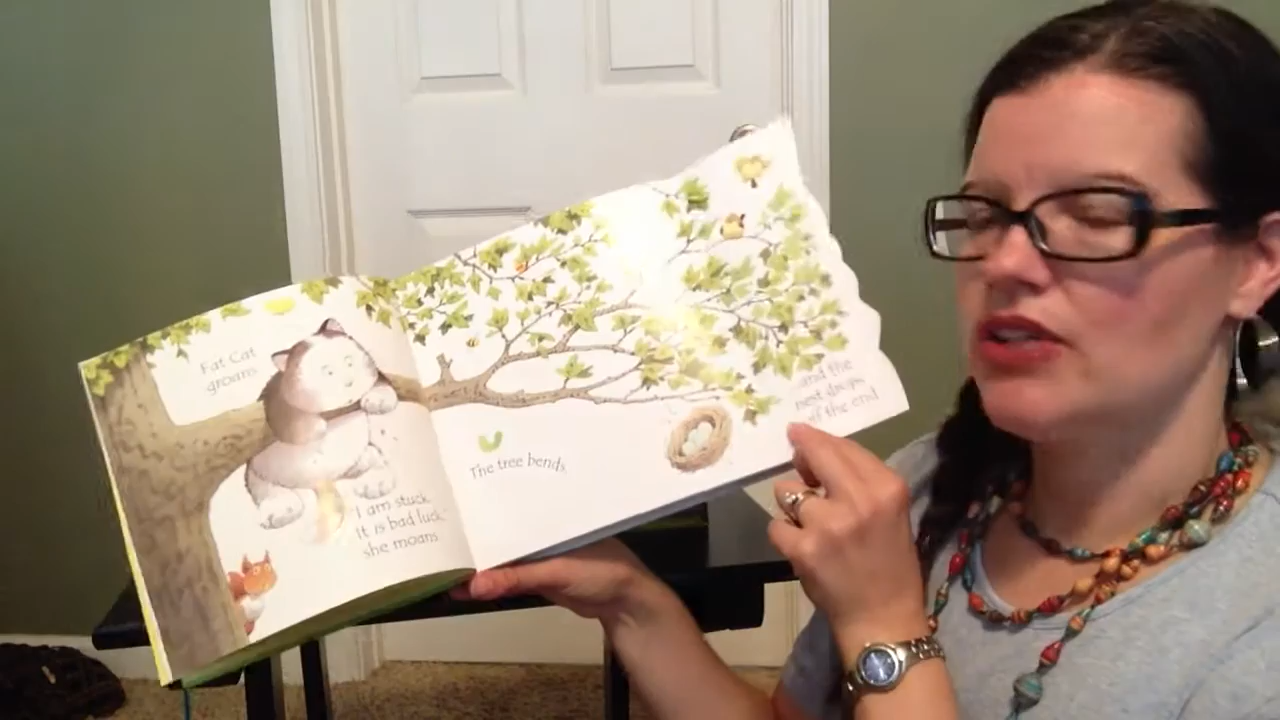 Fat Cat
groans
"I am stuck.
It is bad luck,"
she moans.
The tree bends,
and the
nest drops
off the end